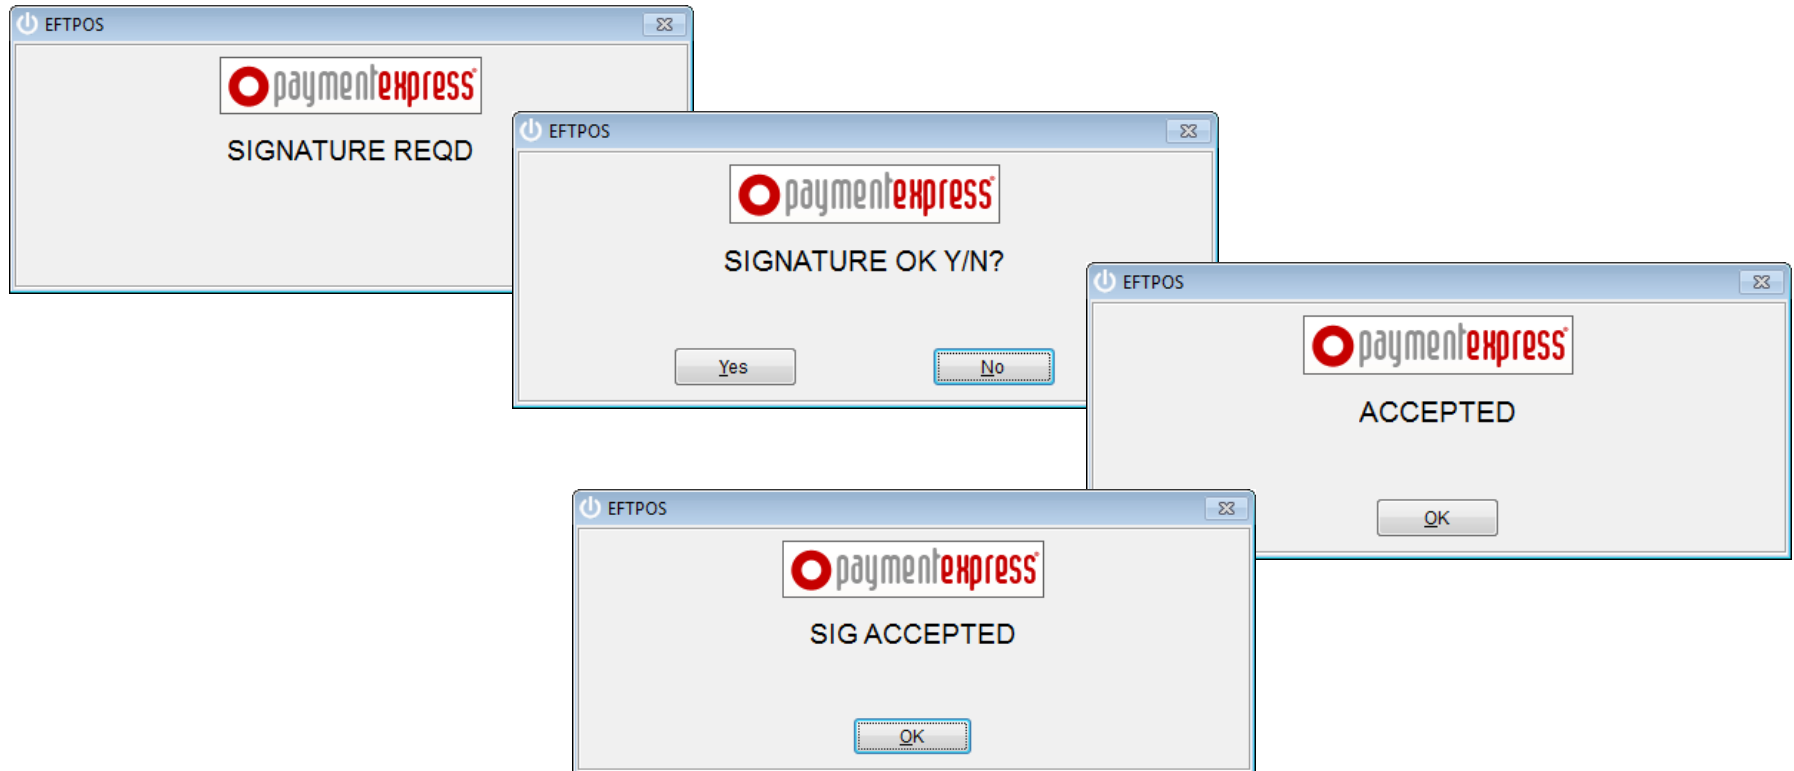 EFTPOS
paymentexpress
SIGNATURE REQD
EFTPOS
paymentexpress
SIGNATURE OK Y/N?
Yes
No
EFTPOS
paymentexpress
ACCEPTED
OK
EFTPOS
paymentexpress
SIG ACCEPTED
OK